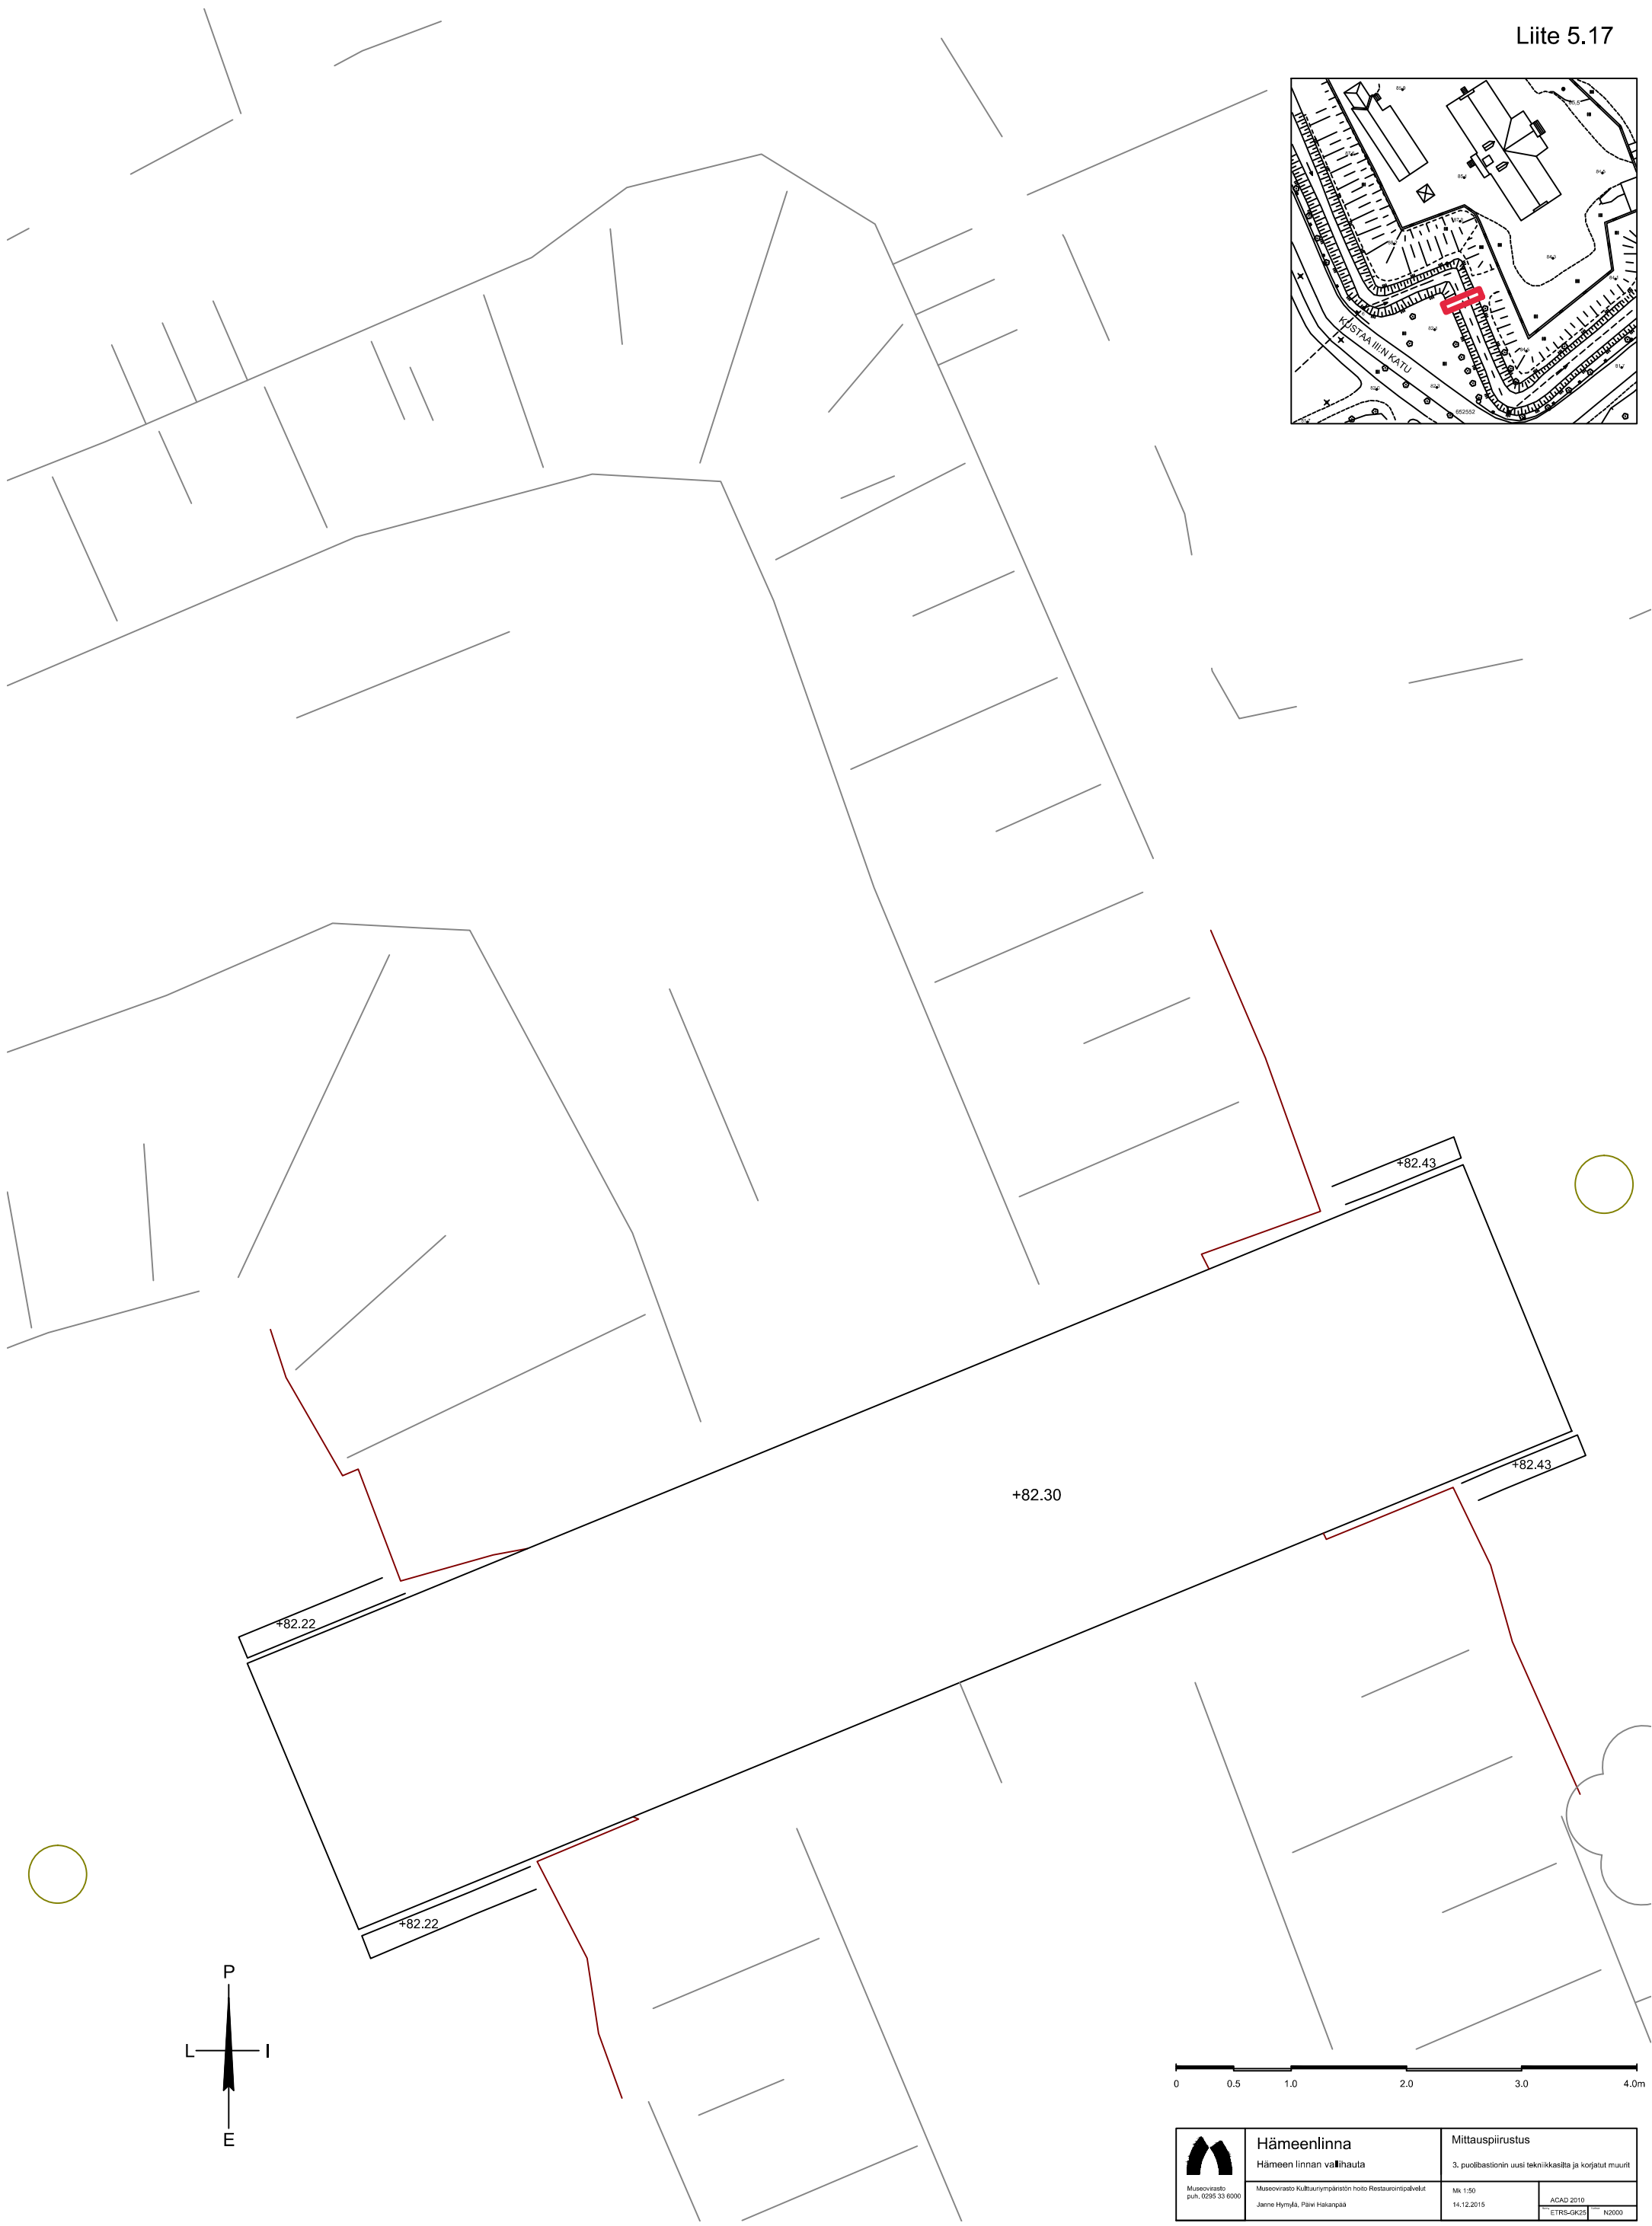 Liite 5.17
KUSTAA III:N KATU
652552
+82.43
+82.43
+82.30
+82.22
+82.22
P
L I
E
0 0.5 1.0 2.0 3.0 4.0m
Hämeenlinna
Hämeen linnan vallihauta
Mittauspiirustus
3. puolibastionin uusi tekniikkasilta ja korjatut muurit
Museovirasto
puh. 0295 33 6000
Museovirasto Kulttuuriympäristön hoito Restaurointipalvelut
Janne Hymylä, Päivi Hakanpää
Mk 1:50
14.12.2015
ACAD 2010
ETRS-GK25
N2000